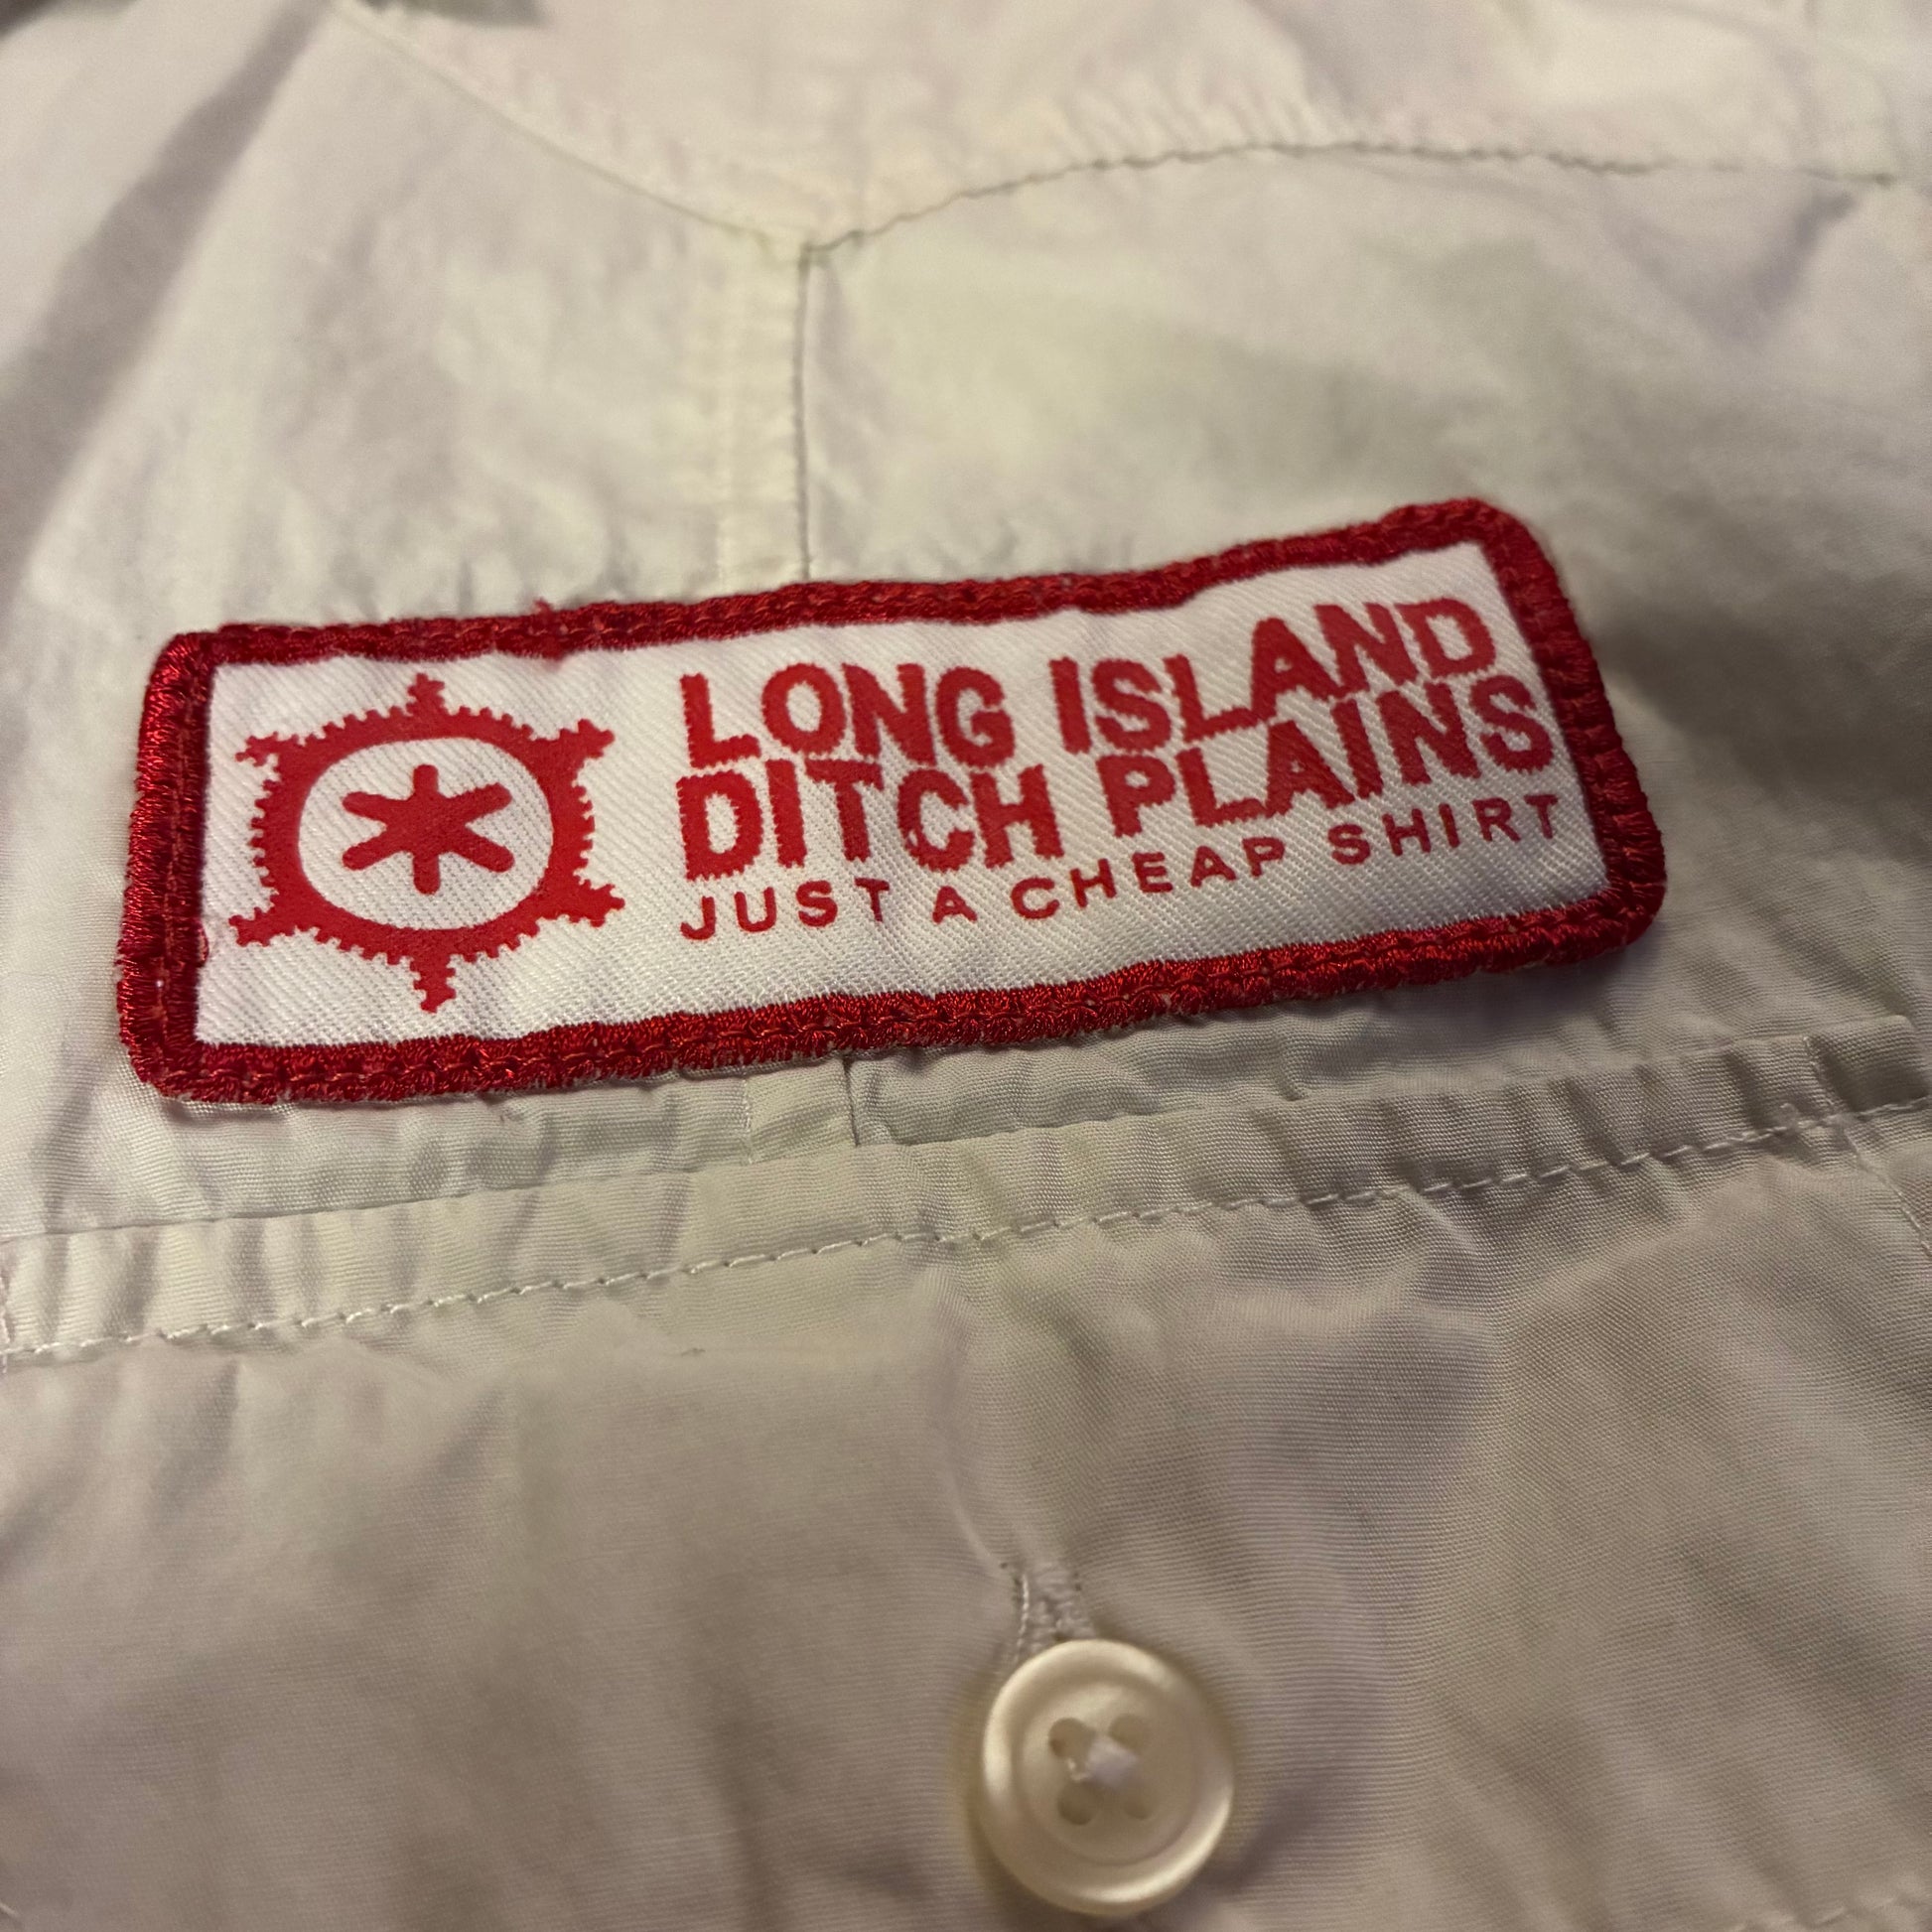 LONG ISLAND
DITCH PLAINS
JUST A CHEAP SHIRT